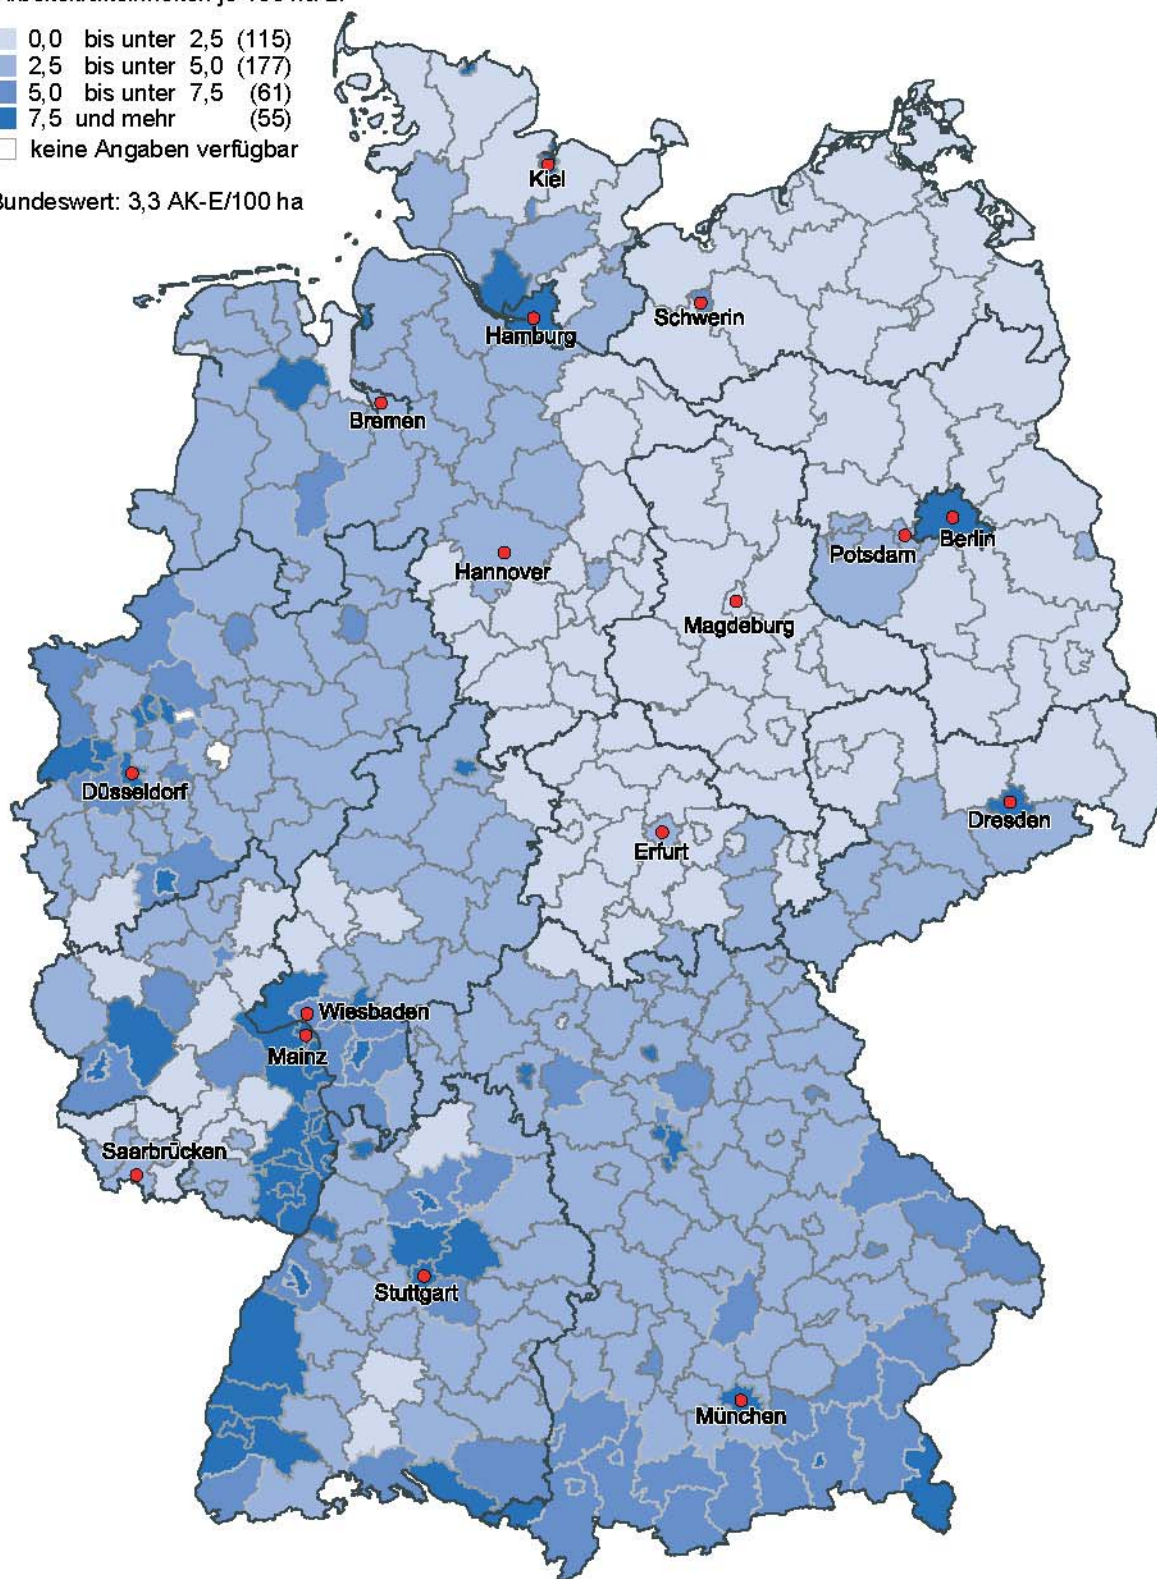 0,0 bis unter 2,5 (115)
2,5 bis unter 5,0 (177)
5,0 bis unter 7,5 (61)
7,5 und mehr (55)
keine Angaben verfügbar
Bundeswert: 3,3 AK-E/100 ha
Kiel
Schwerin
Hamburg
Bremen
Berlin
Potsdam
Hannover
Magdeburg
Düsseldorf
Dresden
Erfurt
Wiesbaden
Mainz
Saarbrücken
Stuttgart
München